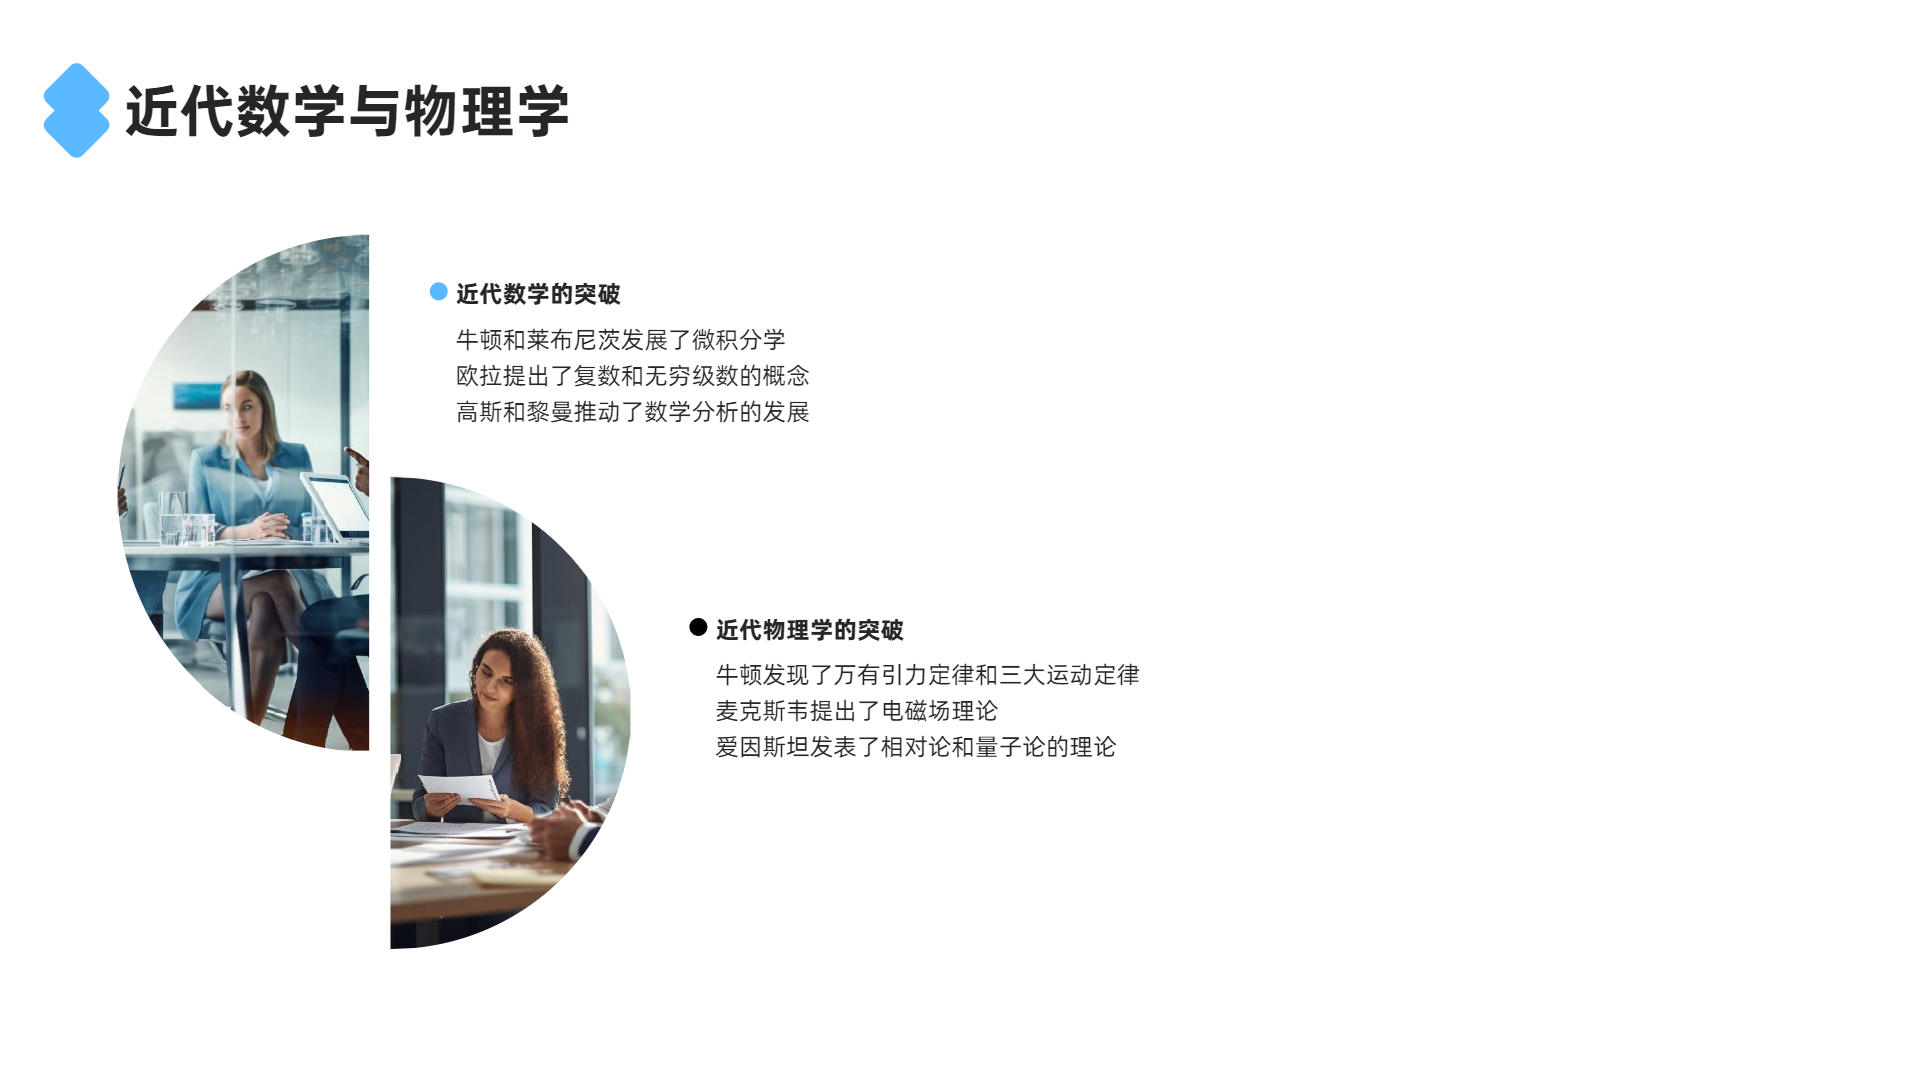 近代数学与物理学
近代数学的突破
牛顿和莱布尼茨发展了微积分学
欧拉提出了复数和无穷级数的概念
高斯和黎曼推动了数学分析的发展
近代物理学的突破
牛顿发现了万有引力定律和三大运动定律
麦克斯韦提出了电磁场理论
爱因斯坦发表了相对论和量子论的理论